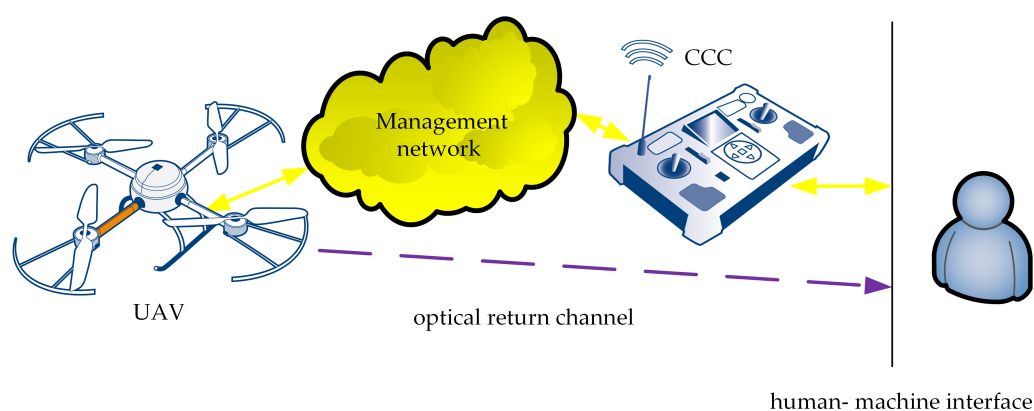 CCC
Management
network
UAV
optical return channel
human- machine interface